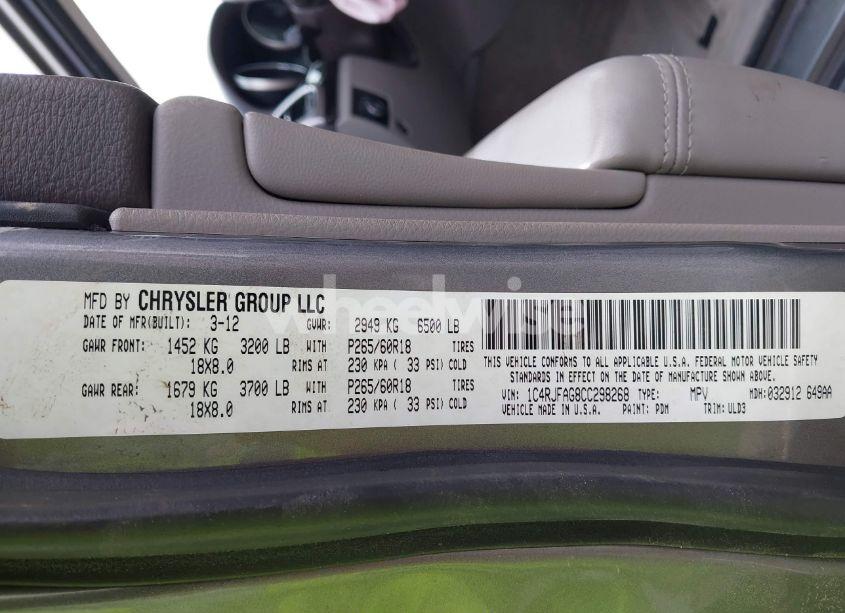 MFD BY CHRYSLER GROUP LLC
DATE OF MFR(BUILT): 3-12 GVWR: 2949 KG 6500 LB
GAWR FRONT: 1452 KG 3200 LB WITH P265/60R18 TIRES
18X8.0 RIMS AT 230 KPA ( 33 PSI) COLD
GAWR REAR: 1679 KG 3700 LB WITH P265/60R18 TIRES
18X8.0 RIMS AT 230 KPA ( 33 PSI) COLD
THIS VEHICLE CONFORMS TO ALL APPLICABLE U.S.A. FEDERAL MOTOR VEHICLE SAFETY
STANDARDS IN EFFECT ON THE DATE OF MANUFACTURE SHOWN ABOVE.
VIN: 1C4RJFAG8CC298268 TYPE: MPV MDH: 032912 649AA
VEHICLE MADE IN U.S.A. PAINT: PDM TRIM: ULD3
wheelwise